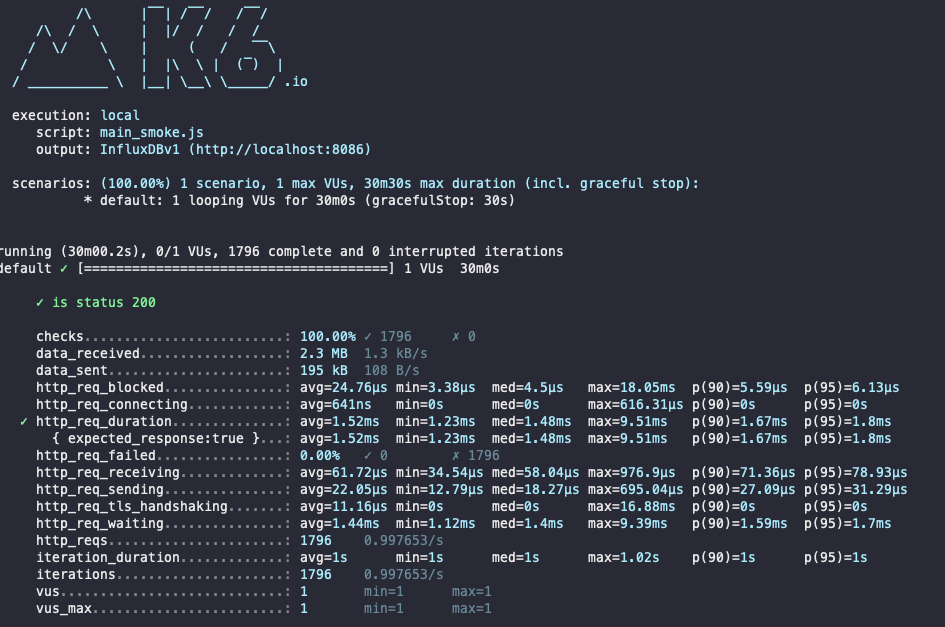 /\      |‾‾| /‾‾/   /‾‾/
/\  /  \     |  |/  /   /  /
/  \/    \    |     (   /   ‾‾\
/          \   |  |\  \ |  (‾)  |
/ __________ \  |__| \__\ \_____/ .io
execution: local
script: main_smoke.js
output: InfluxDBv1 (http://localhost:8086)
scenarios: (100.00%) 1 scenario, 1 max VUs, 30m30s max duration (incl. graceful stop):
* default: 1 looping VUs for 30m0s (gracefulStop: 30s)
running (30m00.2s), 0/1 VUs, 1796 complete and 0 interrupted iterations
default ✓ [======================================] 1 VUs  30m0s
✓ is status 200
checks.........................: 100.00% ✓ 1796     ✗ 0
data_received..................: 2.3 MB  1.3 kB/s
data_sent......................: 195 kB  108 B/s
http_req_blocked...............: avg=24.76µs min=3.38µs  med=4.5µs   max=18.05ms  p(90)=5.59µs  p(95)=6.13µs
http_req_connecting............: avg=641ns   min=0s      med=0s      max=616.31µs p(90)=0s      p(95)=0s
✓ http_req_duration..............: avg=1.52ms  min=1.23ms  med=1.48ms  max=9.51ms   p(90)=1.67ms  p(95)=1.8ms
{ expected_response:true }...: avg=1.52ms  min=1.23ms  med=1.48ms  max=9.51ms   p(90)=1.67ms  p(95)=1.8ms
http_req_failed................: 0.00%   ✓ 0        ✗ 1796
http_req_receiving.............: avg=61.72µs min=34.54µs med=58.04µs max=976.9µs  p(90)=71.36µs p(95)=78.93µs
http_req_sending...............: avg=22.05µs min=12.79µs med=18.27µs max=695.04µs p(90)=27.09µs p(95)=31.29µs
http_req_tls_handshaking.......: avg=11.16µs min=0s      med=0s      max=16.88ms  p(90)=0s      p(95)=0s
http_req_waiting...............: avg=1.44ms  min=1.12ms  med=1.4ms   max=9.39ms   p(90)=1.59ms  p(95)=1.7ms
http_reqs......................: 1796    0.997653/s
iteration_duration.............: avg=1s      min=1s      med=1s      max=1.02s    p(90)=1s      p(95)=1s
iterations.....................: 1796    0.997653/s
vus............................: 1       min=1      max=1
vus_max........................: 1       min=1      max=1